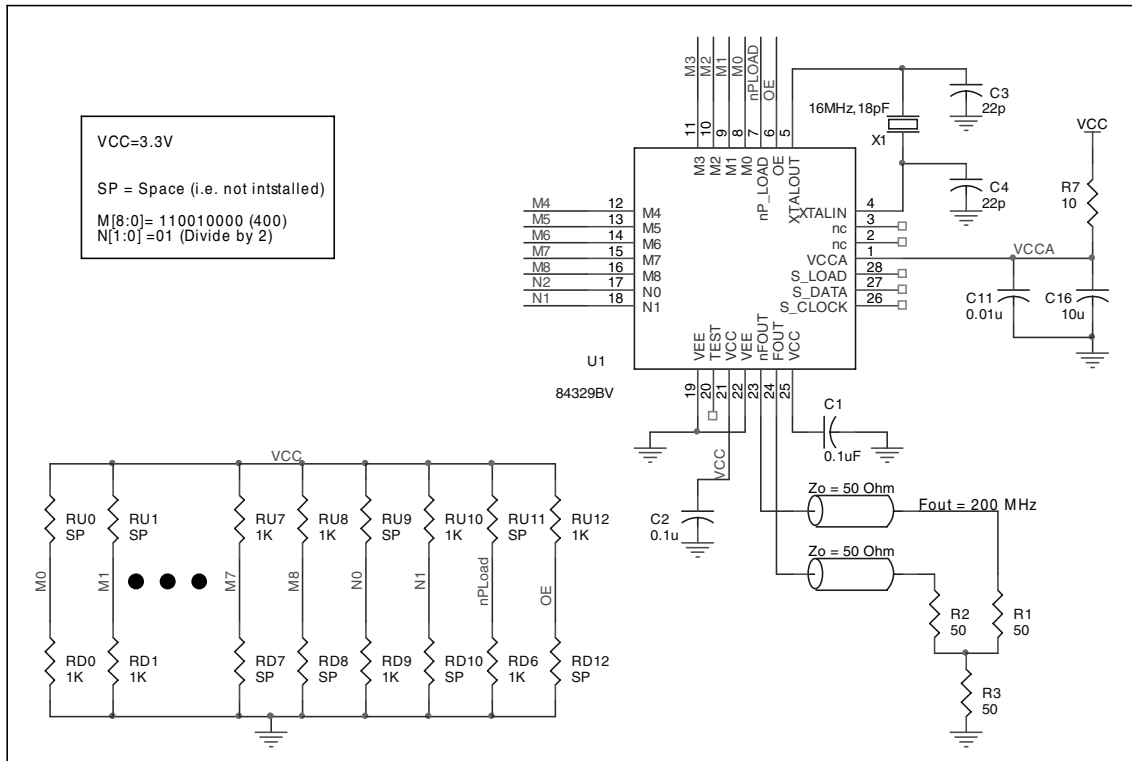 VCC=3.3V
SP = Space (i.e. not intstalled)
M[8:0]= 110010000 (400)
N[1:0] =01 (Divide by 2)
M3
M2
M1
M0
nPLOAD
OE
11
10
9
8
7
6
5
M3
M2
M1
M0
nP_LOAD
OE
XTALOUT
16MHz,18pF
X1
C3
22p
C4
22p
VCC
R7
10
VCCA
C11
0.01u
C16
10u
M4
M5
M6
M7
M8
N2
N1
12
13
14
15
16
17
18
M4
M5
M6
M7
M8
N0
N1
XTALIN
nc
nc
VCCA
S_LOAD
S_DATA
S_CLOCK
4
3
2
1
28
27
26
VEE
TEST
VCC
VEE
nFOUT
FOUT
VCC
19
20
21
22
23
24
25
U1
84329BV
C1
0.1uF
VCC
C2
0.1u
Zo = 50 Ohm
Fout = 200 MHz
Zo = 50 Ohm
R2
50
R1
50
R3
50
VCC
RU0
SP
RU1
SP
RU7
1K
RU8
1K
RU9
SP
RU10
1K
RU11
SP
RU12
1K
M0
M1
M7
M8
N0
N1
nPLoad
OE
RD0
1K
RD1
1K
RD7
SP
RD8
SP
RD9
1K
RD10
SP
RD6
1K
RD12
SP